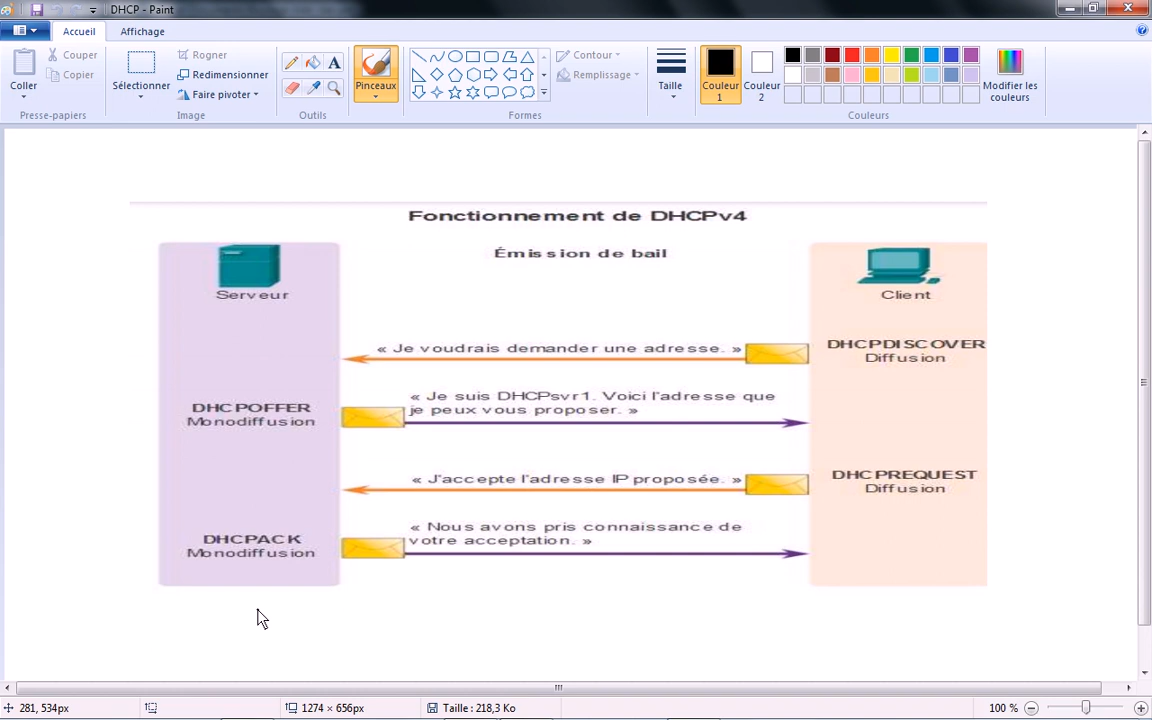 DHCP - Paint
Accueil
Affichage
Coller
Couper
Copier
Presse-papiers
Sélectionner
Rogner
Redimensionner
Faire pivoter
Image
A
Outils
Pinceaux
Contour
Remplissage
Formes
Taille
Couleur 1
Couleur 2
Modifier les couleurs
Couleurs
Fonctionnement de DHCPv4
Émission de bail
Serveur
Client
« Je voudrais demander une adresse. »
DHCPDISCOVER
Diffusion
DHCPOFFER
Monodiffusion
« Je suis DHCPsvr1. Voici l'adresse que
je peux vous proposer. »
« J'accepte l'adresse IP proposée. »
DHCPREQUEST
Diffusion
DHCPACK
Monodiffusion
« Nous avons pris connaissance de
votre acceptation. »
281, 534px
1274 × 656px
Taille : 218,3 Ko
100 %